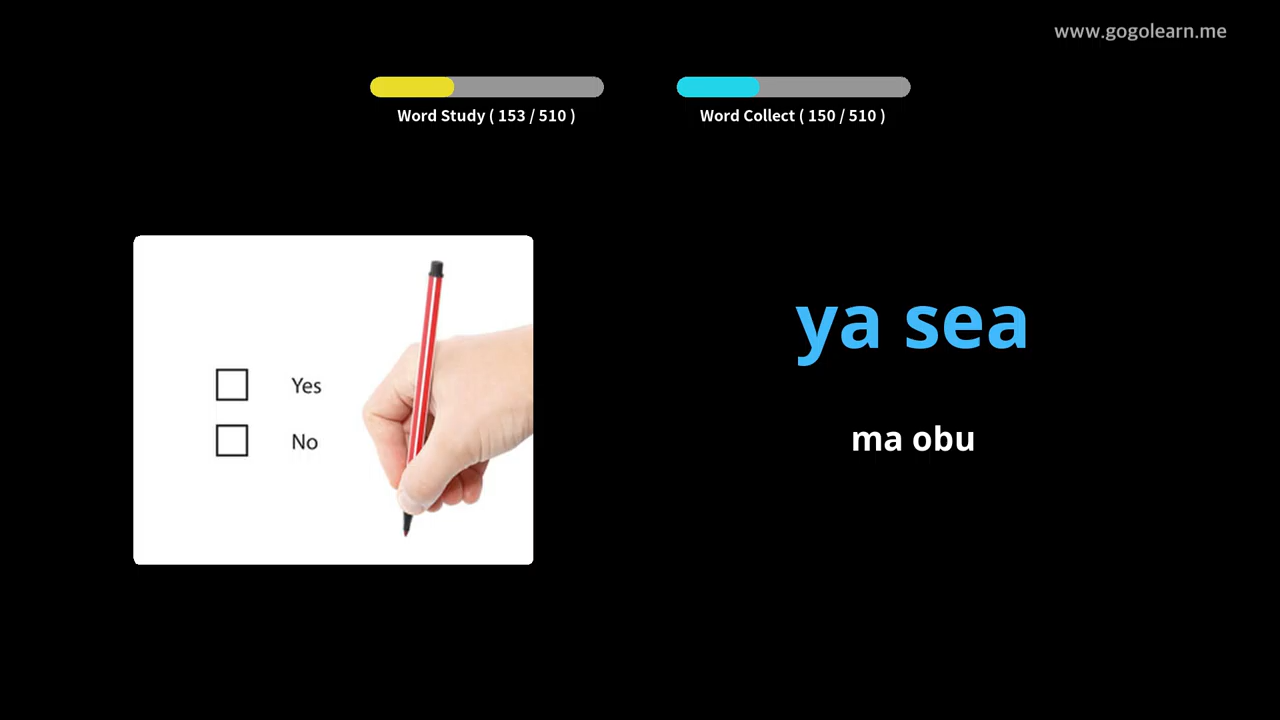 www.gogolearn.me
Word Study ( 153 / 510 )
Word Collect ( 150 / 510 )
Yes
No
ya sea
ma obu